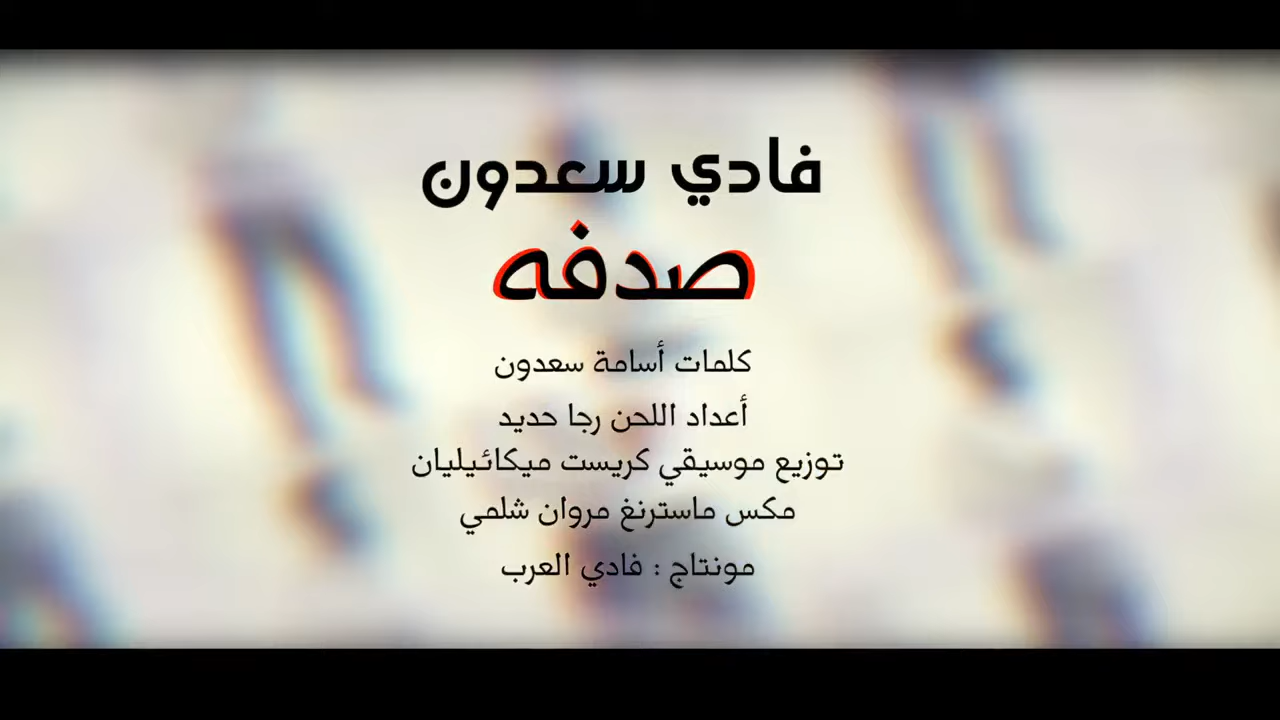 فادي سعدون
صدفه
كلمات أسامة سعدون
أعداد اللحن رجا حديد
توزيع موسيقي كريست ميكائيليان
مكس ماسترنغ مروان شلمي
مونتاج : فادي العرب